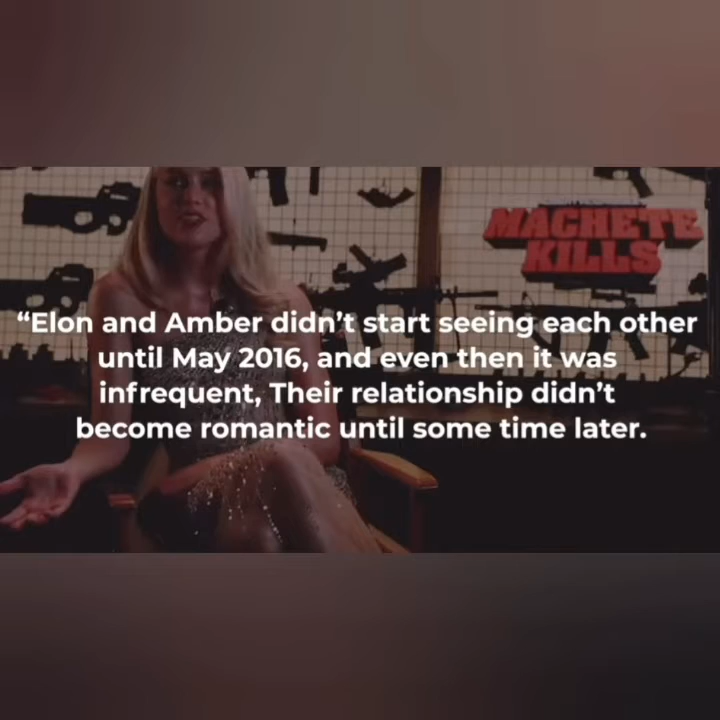 MACHETE
KILLS
“Elon and Amber didn’t start seeing each other
until May 2016, and even then it was
infrequent, Their relationship didn’t
become romantic until some time later.